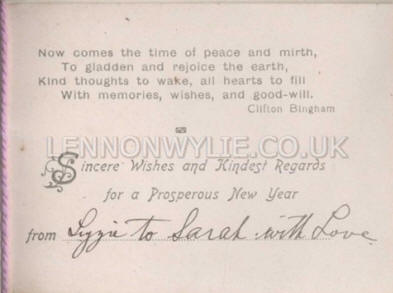 Now comes the time of peace and mirth,
To gladden and rejoice the earth,
Kind thoughts to wake, all hearts to fill
With memories, wishes, and good-will.
Clifton Bingham
LENNONWYLIE.CO.UK
Sincere Wishes and Kindest Regards
for a Prosperous New Year
from Lizzie to Sarah with Love